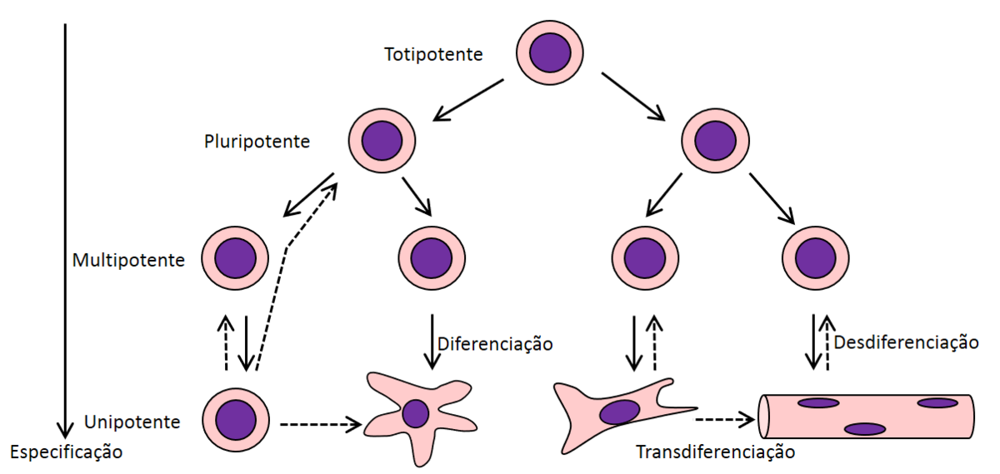 Totipotente
Pluripotente
Multipotente
Diferenciação
Desdiferenciação
Unipotente
Especificação
Transdiferenciação